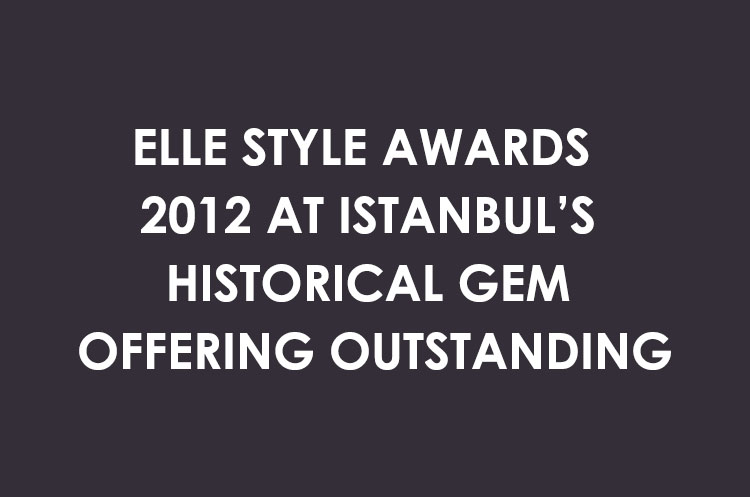 ELLE STYLE AWARDS
2012 AT ISTANBUL’S
HISTORICAL GEM
OFFERING OUTSTANDING